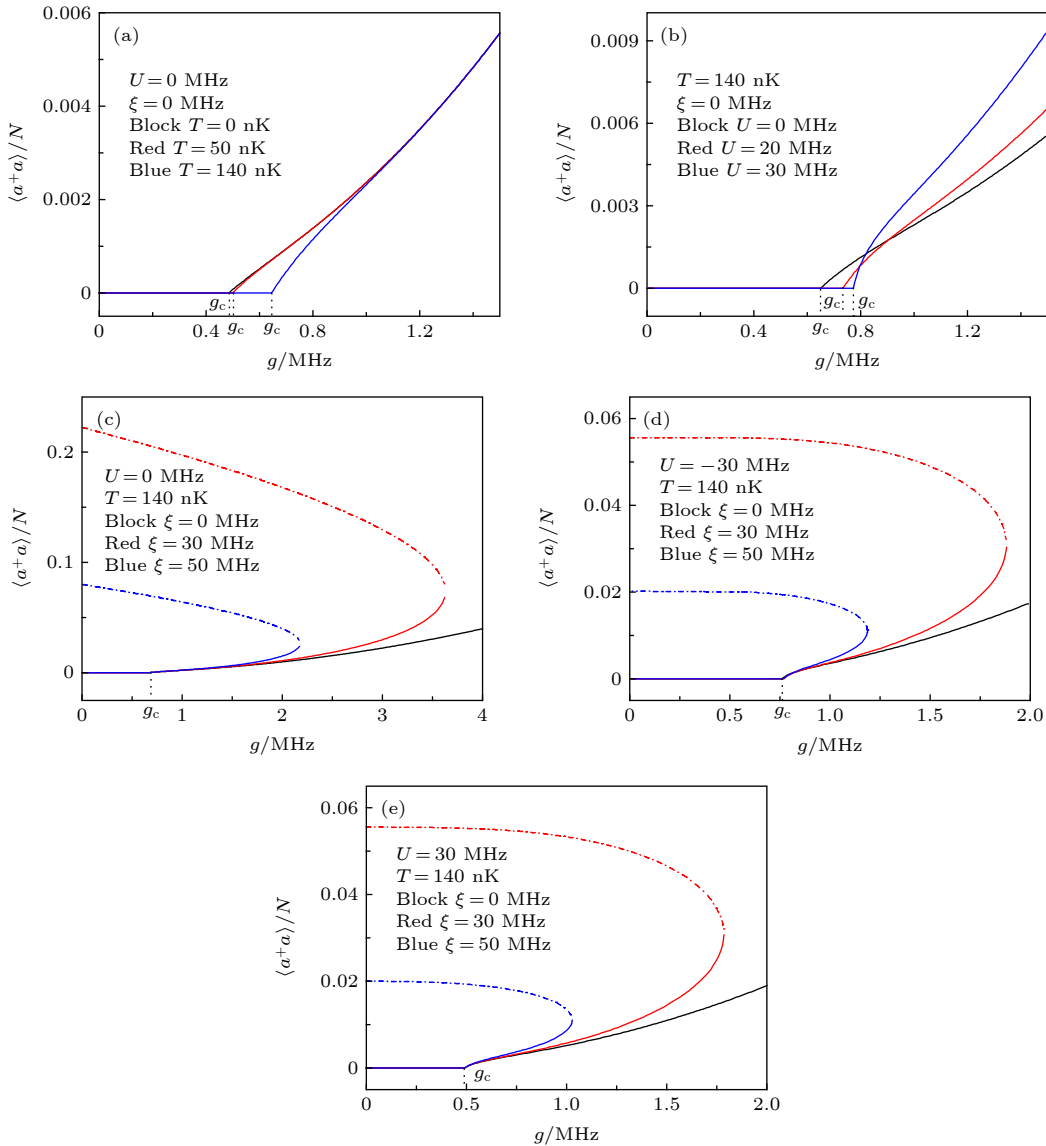 0.006
(a)
U=0 MHz
ξ=0 MHz
Block T=0 nK
Red T=50 nK
Blue T=140 nK
0.004
0.002
0
⟨a⁺a⟩/N
g_c
g_c
g_c
0
0.4
0.8
1.2
g/MHz
(b)
0.009
T=140 nK
ξ=0 MHz
Block U=0 MHz
Red U=20 MHz
Blue U=30 MHz
0.006
0.003
0
⟨a⁺a⟩/N
g_c
g_c
g_c
0
0.4
0.8
1.2
g/MHz
(c)
0.2
U=0 MHz
T=140 nK
Block ξ=0 MHz
Red ξ=30 MHz
Blue ξ=50 MHz
0.1
0
⟨a⁺a⟩/N
0
g_c
1
2
3
4
g/MHz
0.06
(d)
U=−30 MHz
T=140 nK
Block ξ=0 MHz
Red ξ=30 MHz
Blue ξ=50 MHz
0.04
0.02
0
⟨a⁺a⟩/N
g_c
0
0.5
1.0
1.5
2.0
g/MHz
(e)
0.06
U=30 MHz
T=140 nK
Block ξ=0 MHz
Red ξ=30 MHz
Blue ξ=50 MHz
0.04
0.02
0
⟨a⁺a⟩/N
g_c
0
0.5
1.0
1.5
2.0
g/MHz